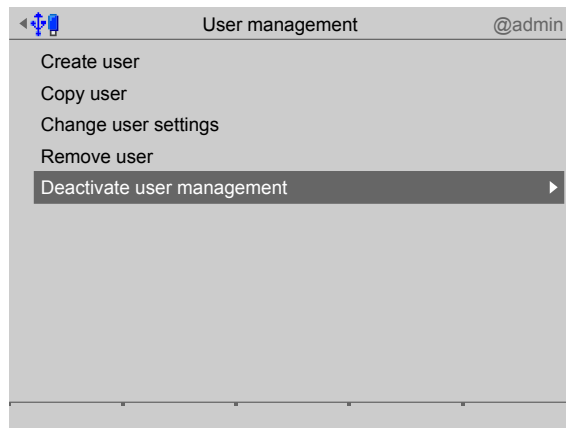 User management @admin
Create user
Copy user
Change user settings
Remove user
Deactivate user management